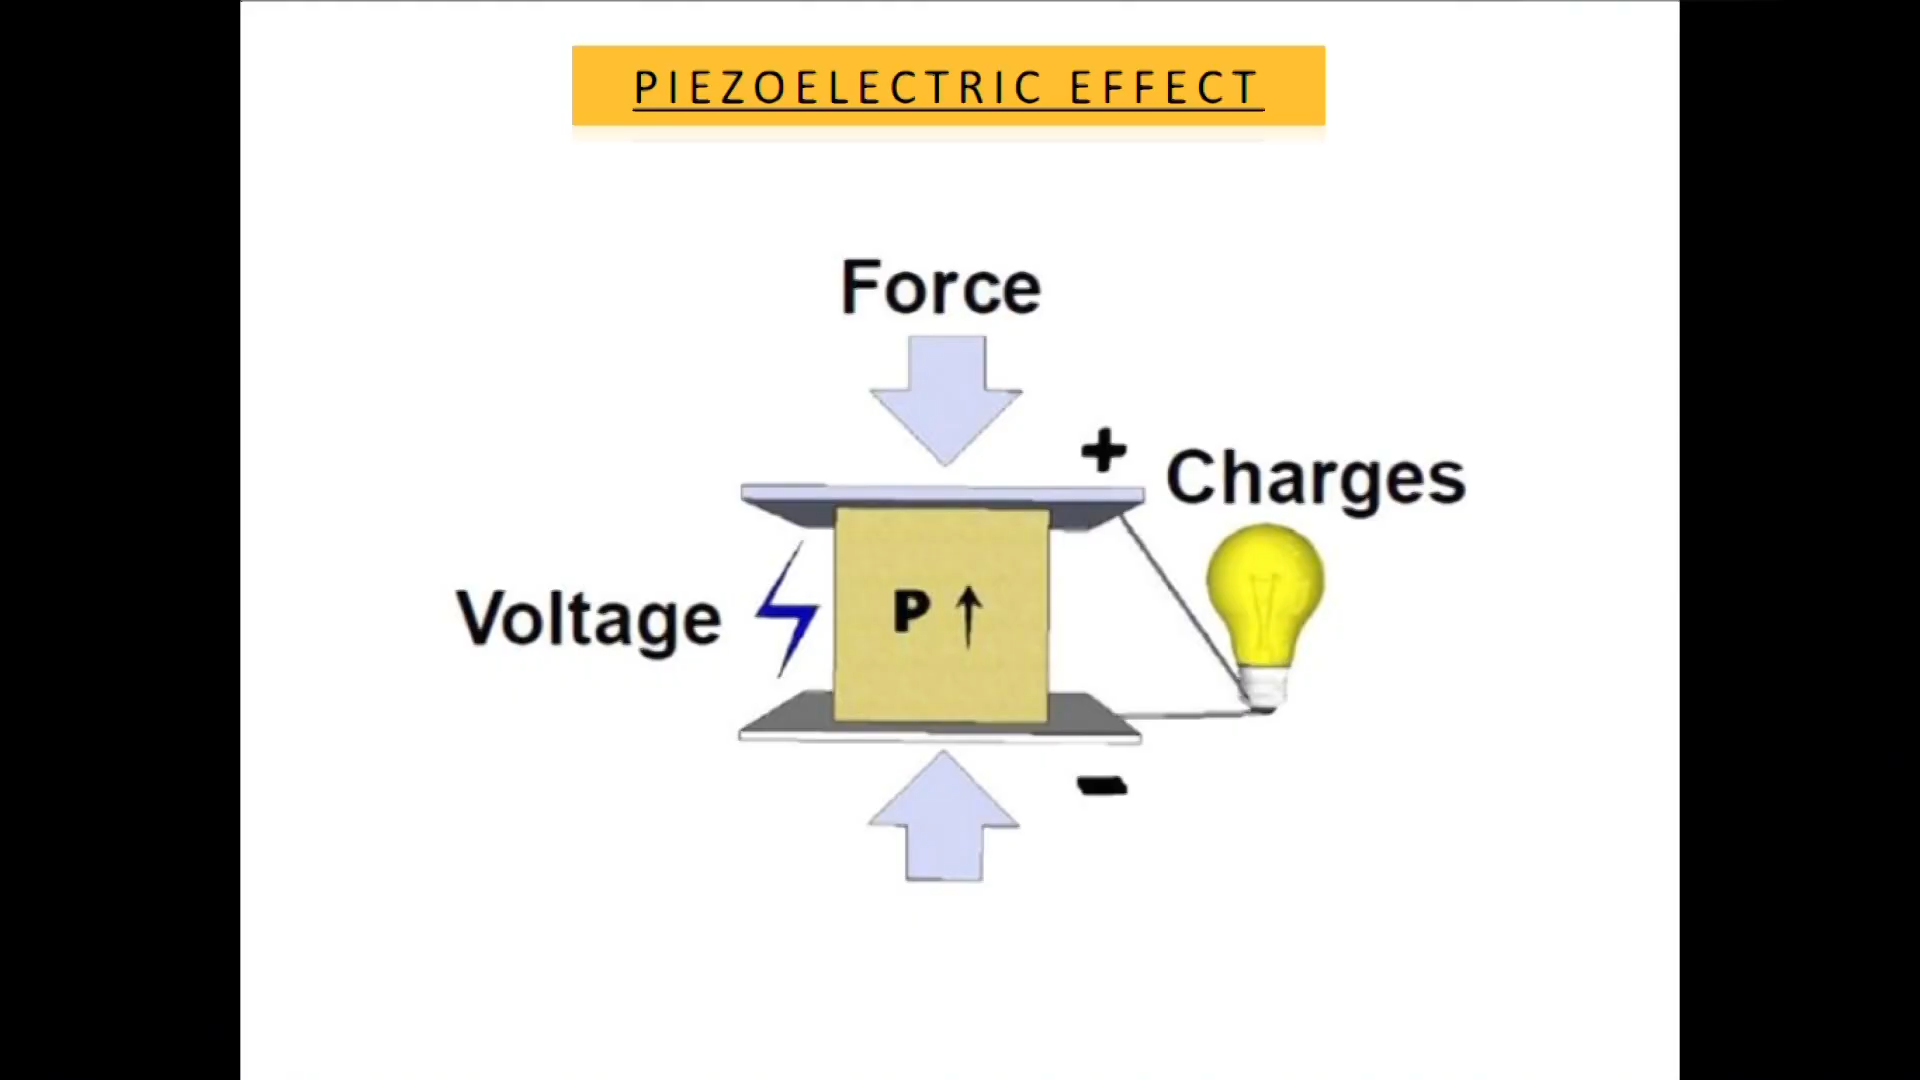 PIEZOELECTRIC EFFECT
Force
+
Charges
Voltage
P ↑
-